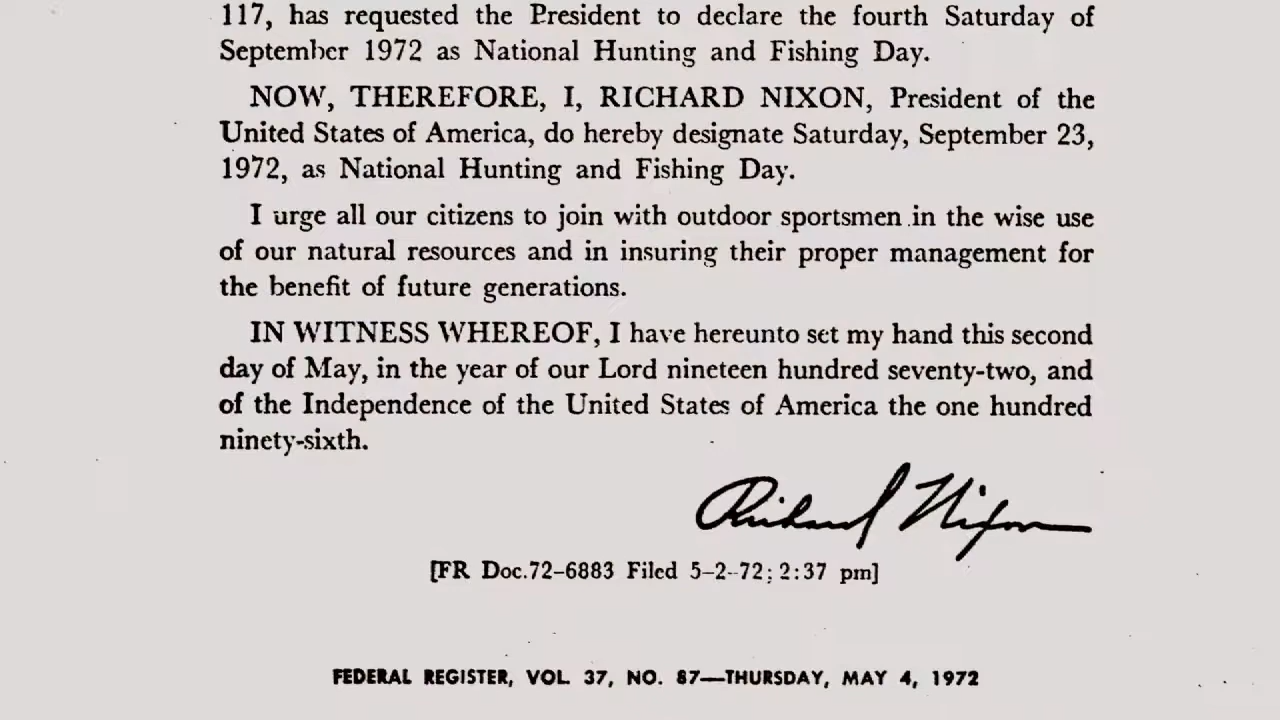 117, has requested the President to declare the fourth Saturday of
September 1972 as National Hunting and Fishing Day.
NOW, THEREFORE, I, RICHARD NIXON, President of the
United States of America, do hereby designate Saturday, September 23,
1972, as National Hunting and Fishing Day.
I urge all our citizens to join with outdoor sportsmen in the wise use
of our natural resources and in insuring their proper management for
the benefit of future generations.
IN WITNESS WHEREOF, I have hereunto set my hand this second
day of May, in the year of our Lord nineteen hundred seventy-two, and
of the Independence of the United States of America the one hundred
ninety-sixth.
Richard Nixon
[FR Doc.72-6883 Filed 5-2-72; 2:37 pm]
FEDERAL REGISTER, VOL. 37, NO. 87—THURSDAY, MAY 4, 1972